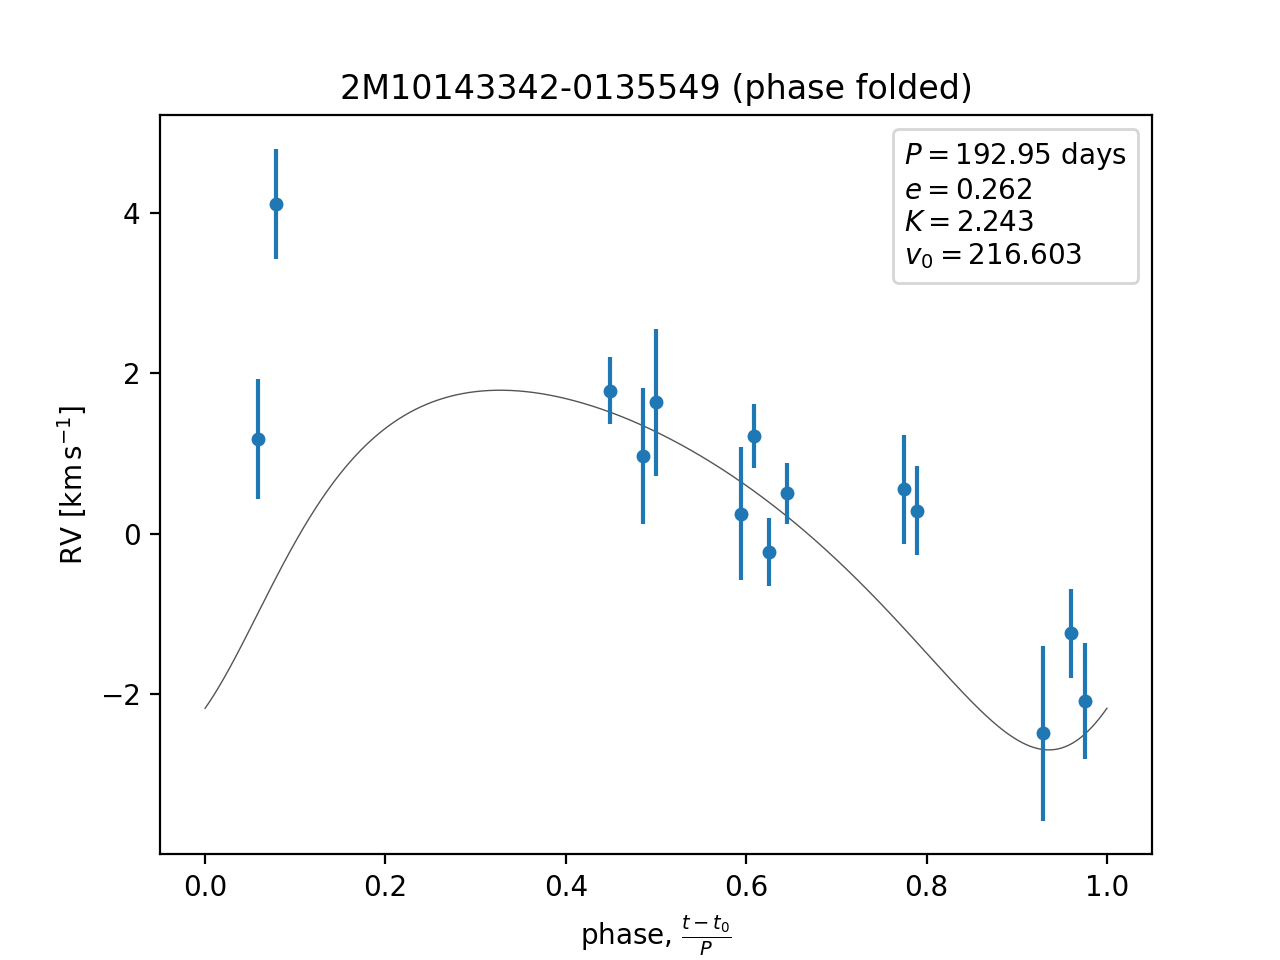 2M10143342-0135549 (phase folded)
P = 192.95 days
e = 0.262
K = 2.243
v₀ = 216.603
RV [km s⁻¹]
4
2
0
−2
0.0 0.2 0.4 0.6 0.8 1.0
phase, (t − t₀)/P